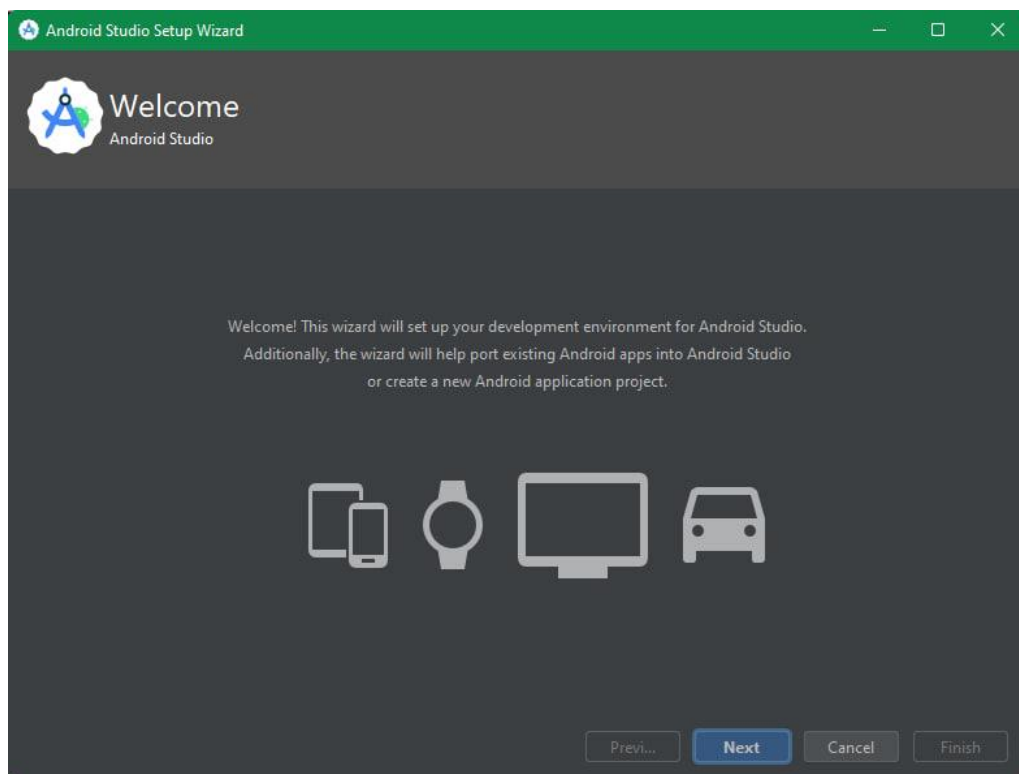 Android Studio Setup Wizard
Welcome
Android Studio
Welcome! This wizard will set up your development environment for Android Studio.
Additionally, the wizard will help port existing Android apps into Android Studio
or create a new Android application project.
Previ... Next Cancel Finish